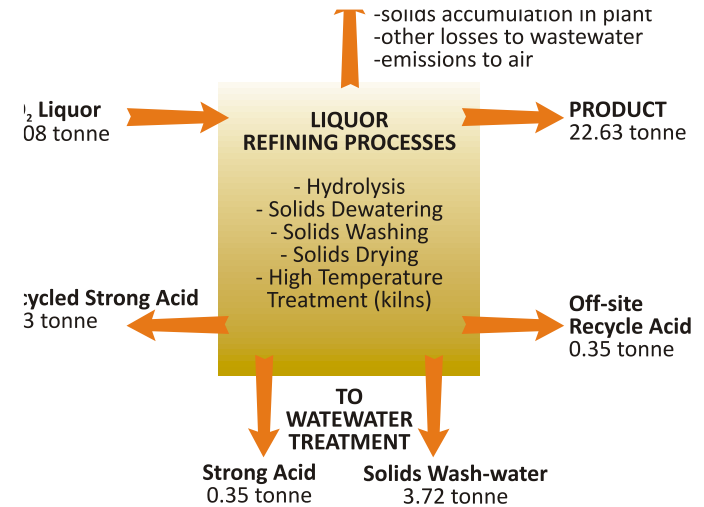 -solids accumulation in plant
-other losses to wastewater
-emissions to air
₂ Liquor
08 tonne
LIQUOR
REFINING PROCESSES
- Hydrolysis
- Solids Dewatering
- Solids Washing
- Solids Drying
- High Temperature
Treatment (kilns)
PRODUCT
22.63 tonne
cycled Strong Acid
3 tonne
Off-site
Recycle Acid
0.35 tonne
TO
WATEWATER
TREATMENT
Strong Acid
0.35 tonne
Solids Wash-water
3.72 tonne